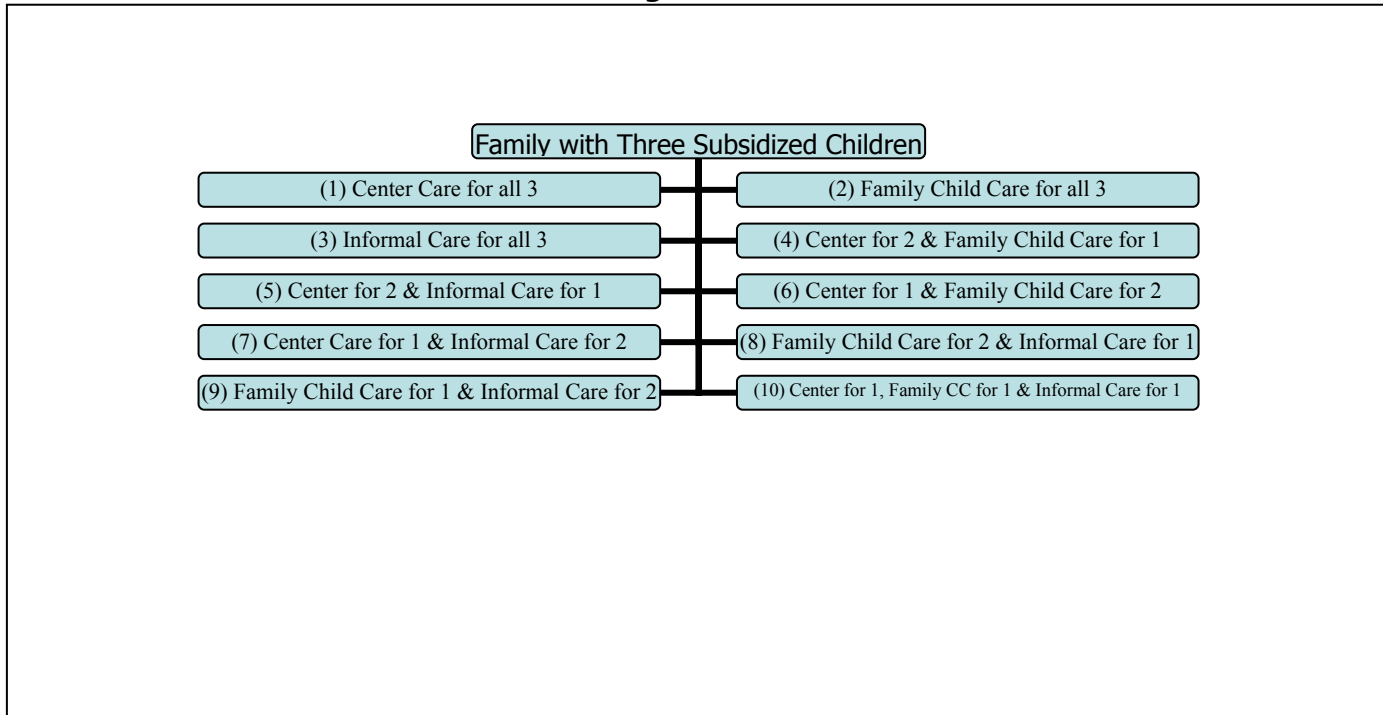 Family with Three Subsidized Children
(1) Center Care for all 3
(2) Family Child Care for all 3
(3) Informal Care for all 3
(4) Center for 2 & Family Child Care for 1
(5) Center for 2 & Informal Care for 1
(6) Center for 1 & Family Child Care for 2
(7) Center Care for 1 & Informal Care for 2
(8) Family Child Care for 2 & Informal Care for 1
(9) Family Child Care for 1 & Informal Care for 2
(10) Center for 1, Family CC for 1 & Informal Care for 1